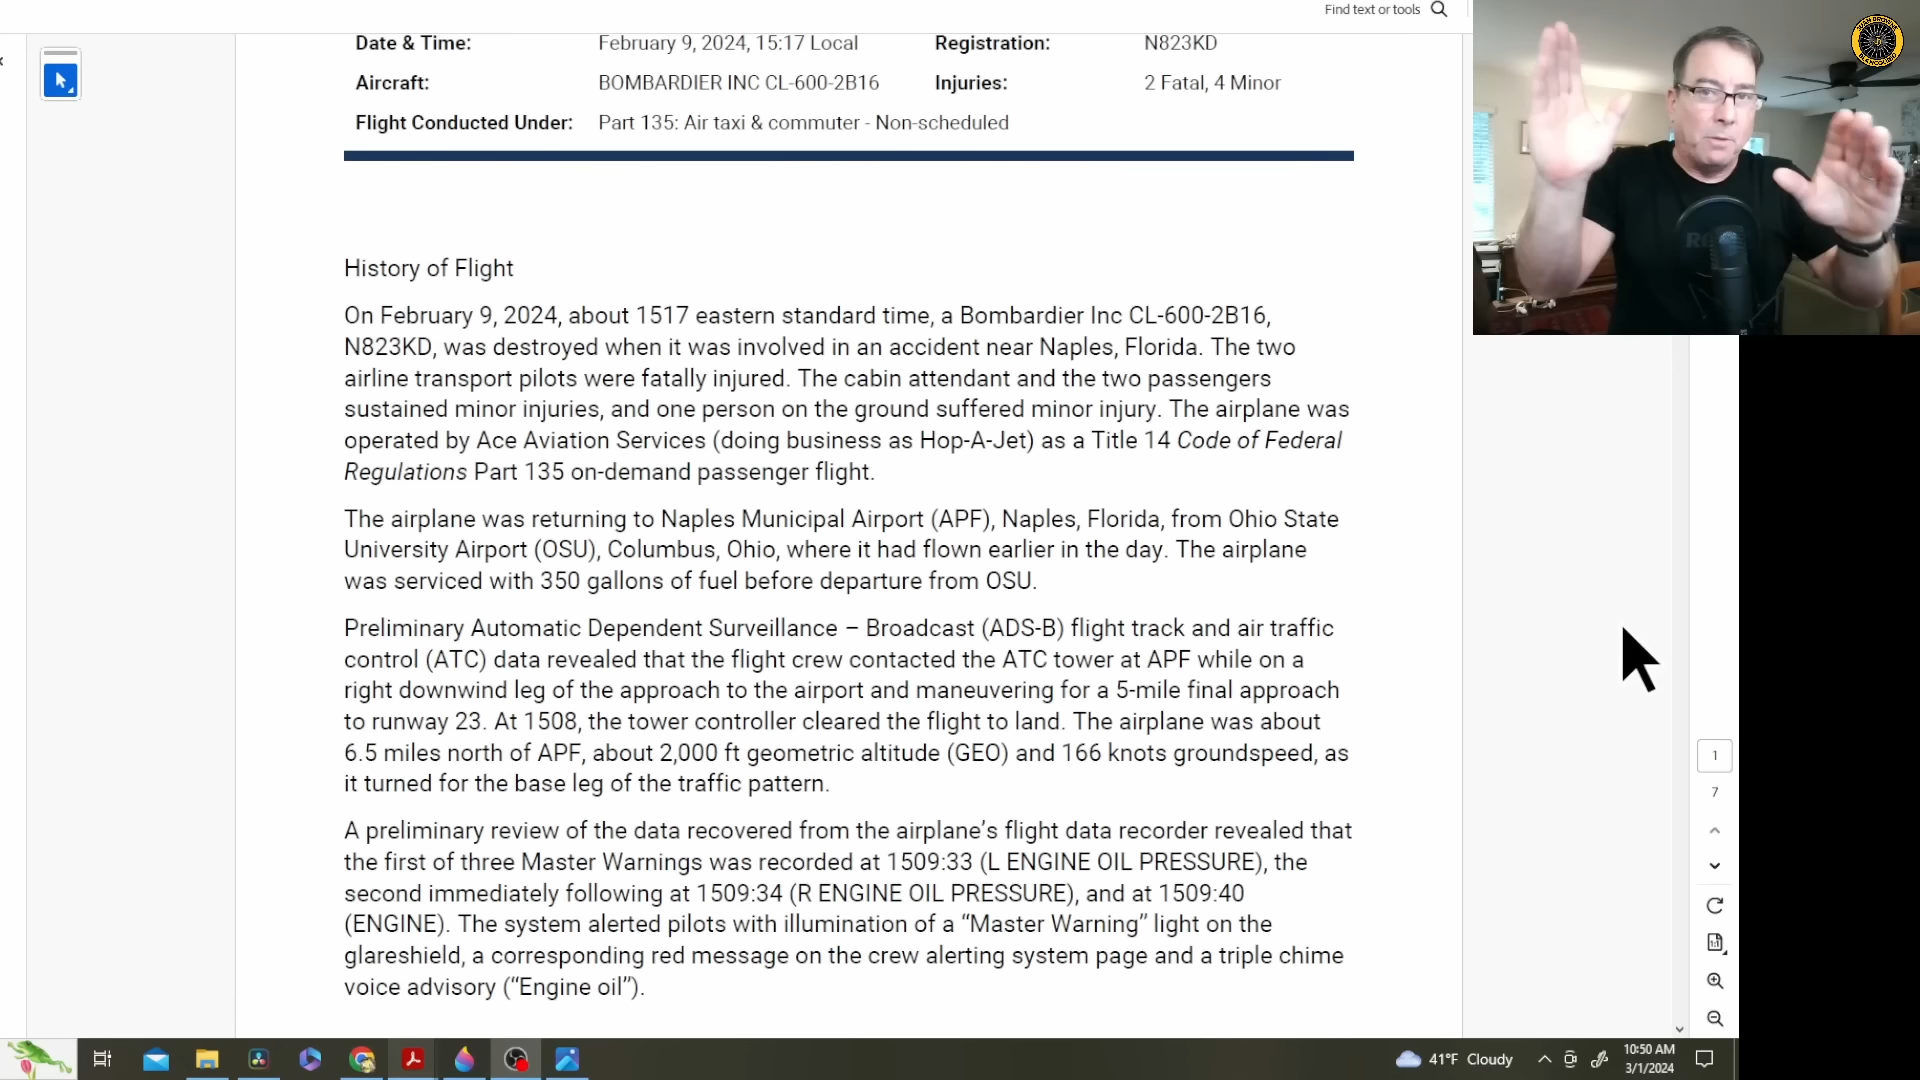 Find text or tools
Date & Time: February 9, 2024, 15:17 Local Registration: N823KD
Aircraft: BOMBARDIER INC CL-600-2B16 Injuries: 2 Fatal, 4 Minor
Flight Conducted Under: Part 135: Air taxi & commuter - Non-scheduled
History of Flight
On February 9, 2024, about 1517 eastern standard time, a Bombardier Inc CL-600-2B16,
N823KD, was destroyed when it was involved in an accident near Naples, Florida. The two
airline transport pilots were fatally injured. The cabin attendant and the two passengers
sustained minor injuries, and one person on the ground suffered minor injury. The airplane was
operated by Ace Aviation Services (doing business as Hop-A-Jet) as a Title 14 Code of Federal
Regulations Part 135 on-demand passenger flight.
The airplane was returning to Naples Municipal Airport (APF), Naples, Florida, from Ohio State
University Airport (OSU), Columbus, Ohio, where it had flown earlier in the day. The airplane
was serviced with 350 gallons of fuel before departure from OSU.
Preliminary Automatic Dependent Surveillance – Broadcast (ADS-B) flight track and air traffic
control (ATC) data revealed that the flight crew contacted the ATC tower at APF while on a
right downwind leg of the approach to the airport and maneuvering for a 5-mile final approach
to runway 23. At 1508, the tower controller cleared the flight to land. The airplane was about
6.5 miles north of APF, about 2,000 ft geometric altitude (GEO) and 166 knots groundspeed, as
it turned for the base leg of the traffic pattern.
A preliminary review of the data recovered from the airplane’s flight data recorder revealed that
the first of three Master Warnings was recorded at 1509:33 (L ENGINE OIL PRESSURE), the
second immediately following at 1509:34 (R ENGINE OIL PRESSURE), and at 1509:40
(ENGINE). The system alerted pilots with illumination of a “Master Warning” light on the
glareshield, a corresponding red message on the crew alerting system page and a triple chime
voice advisory (“Engine oil”).
1
7
41°F Cloudy
10:50 AM
3/1/2024